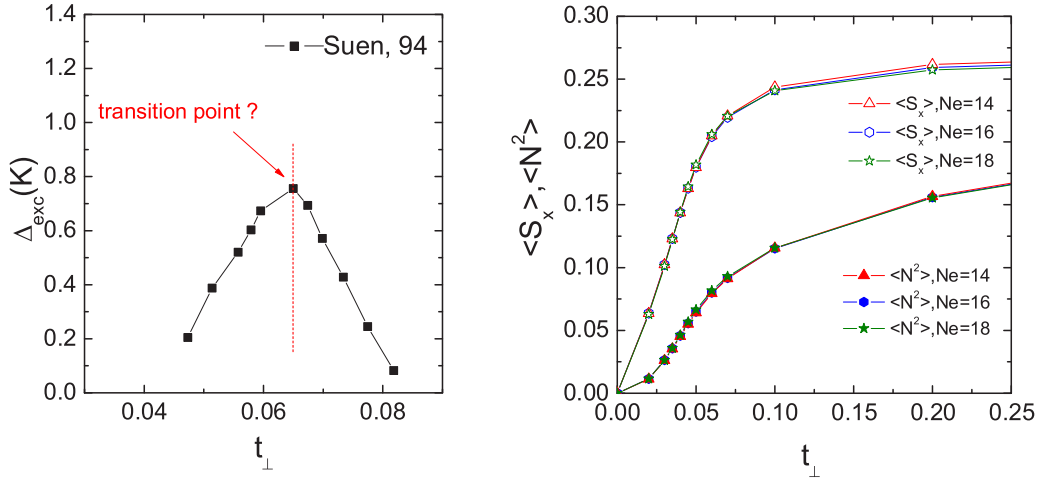 1.4
1.2
1.0
0.8
0.6
0.4
0.2
0.0
Δexc(K)
Suen, 94
transition point ?
0.04
0.06
0.08
t⊥
0.30
0.25
0.20
0.15
0.10
0.05
0.00
<Sx>, <N²>
<Sx>,Ne=14
<Sx>,Ne=16
<Sx>,Ne=18
<N²>,Ne=14
<N²>,Ne=16
<N²>,Ne=18
0.00
0.05
0.10
0.15
0.20
0.25
t⊥